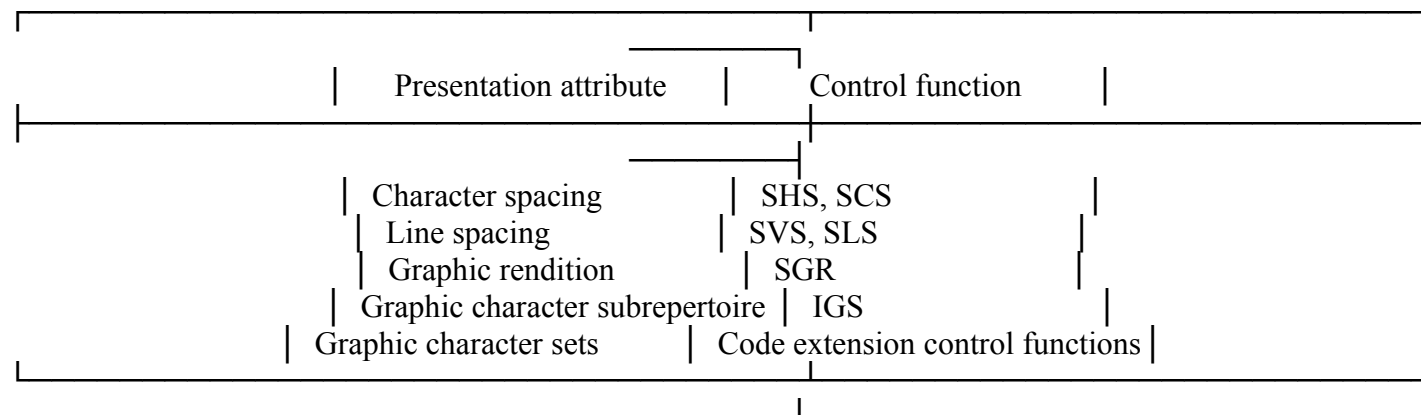 Presentation attribute | Control function
Character spacing | SHS, SCS
Line spacing | SVS, SLS
Graphic rendition | SGR
Graphic character subrepertoire | IGS
Graphic character sets | Code extension control functions